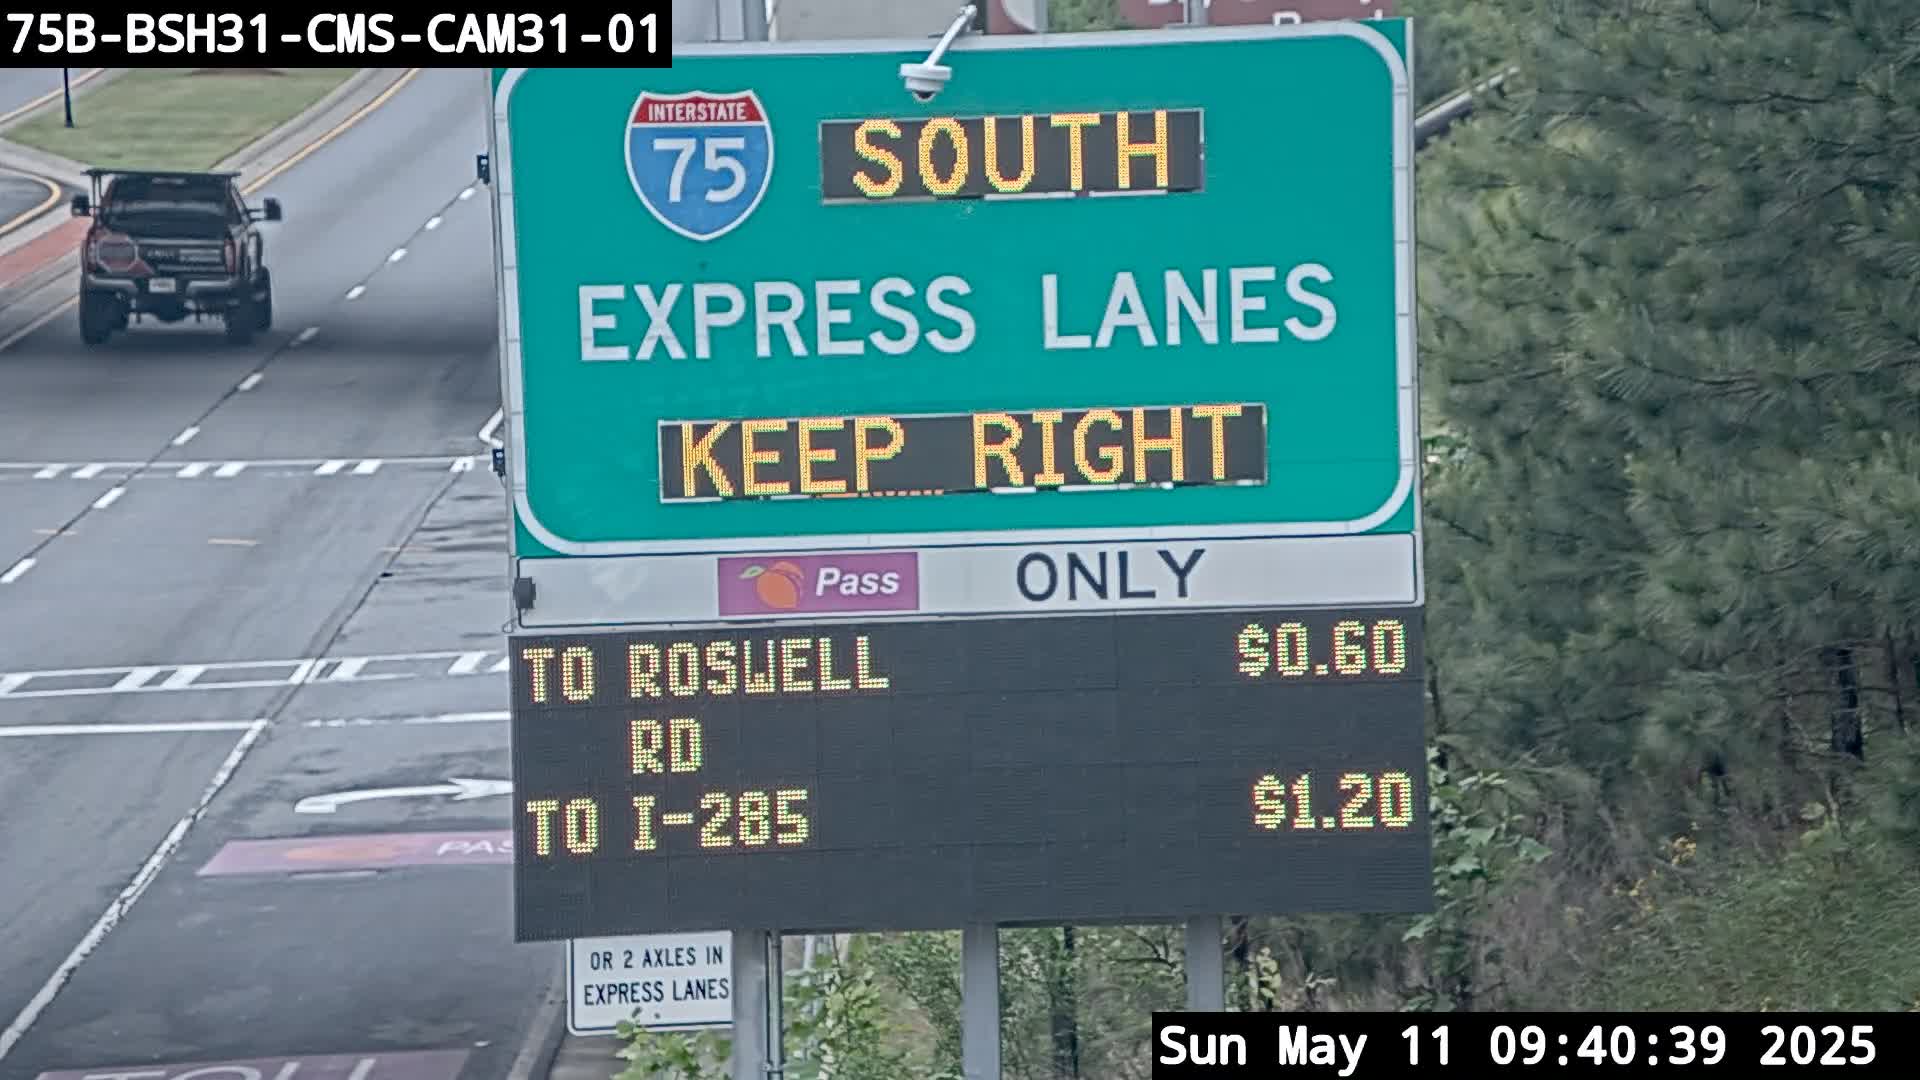 75B-BSH31-CMS-CAM31-01
INTERSTATE
75
SOUTH
EXPRESS LANES
KEEP RIGHT
Pass ONLY
TO ROSWELL $0.60
RD
TO I-285 $1.20
OR 2 AXLES IN
EXPRESS LANES
TOLL
Sun May 11 09:40:39 2025